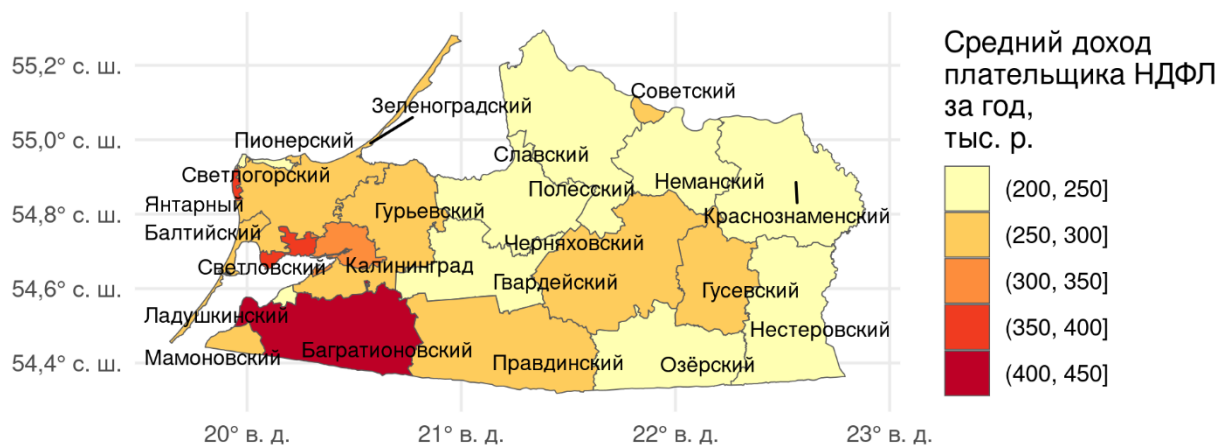 55,2° с. ш.
55,0° с. ш.
54,8° с. ш.
54,6° с. ш.
54,4° с. ш.
Советский
Зеленоградский
Пионерский
Славский
Светлогорский
Полесский
Неманский
Янтарный
Гурьевский
Краснознаменский
Балтийский
Черняховский
Светловский
Калининград
Гвардейский
Гусевский
Ладушкинский
Нестеровский
Мамоновский
Багратионовский
Правдинский
Озёрский
20° в. д.
21° в. д.
22° в. д.
23° в. д.
Средний доход
плательщика НДФЛ
за год,
тыс. р.
(200, 250]
(250, 300]
(300, 350]
(350, 400]
(400, 450]